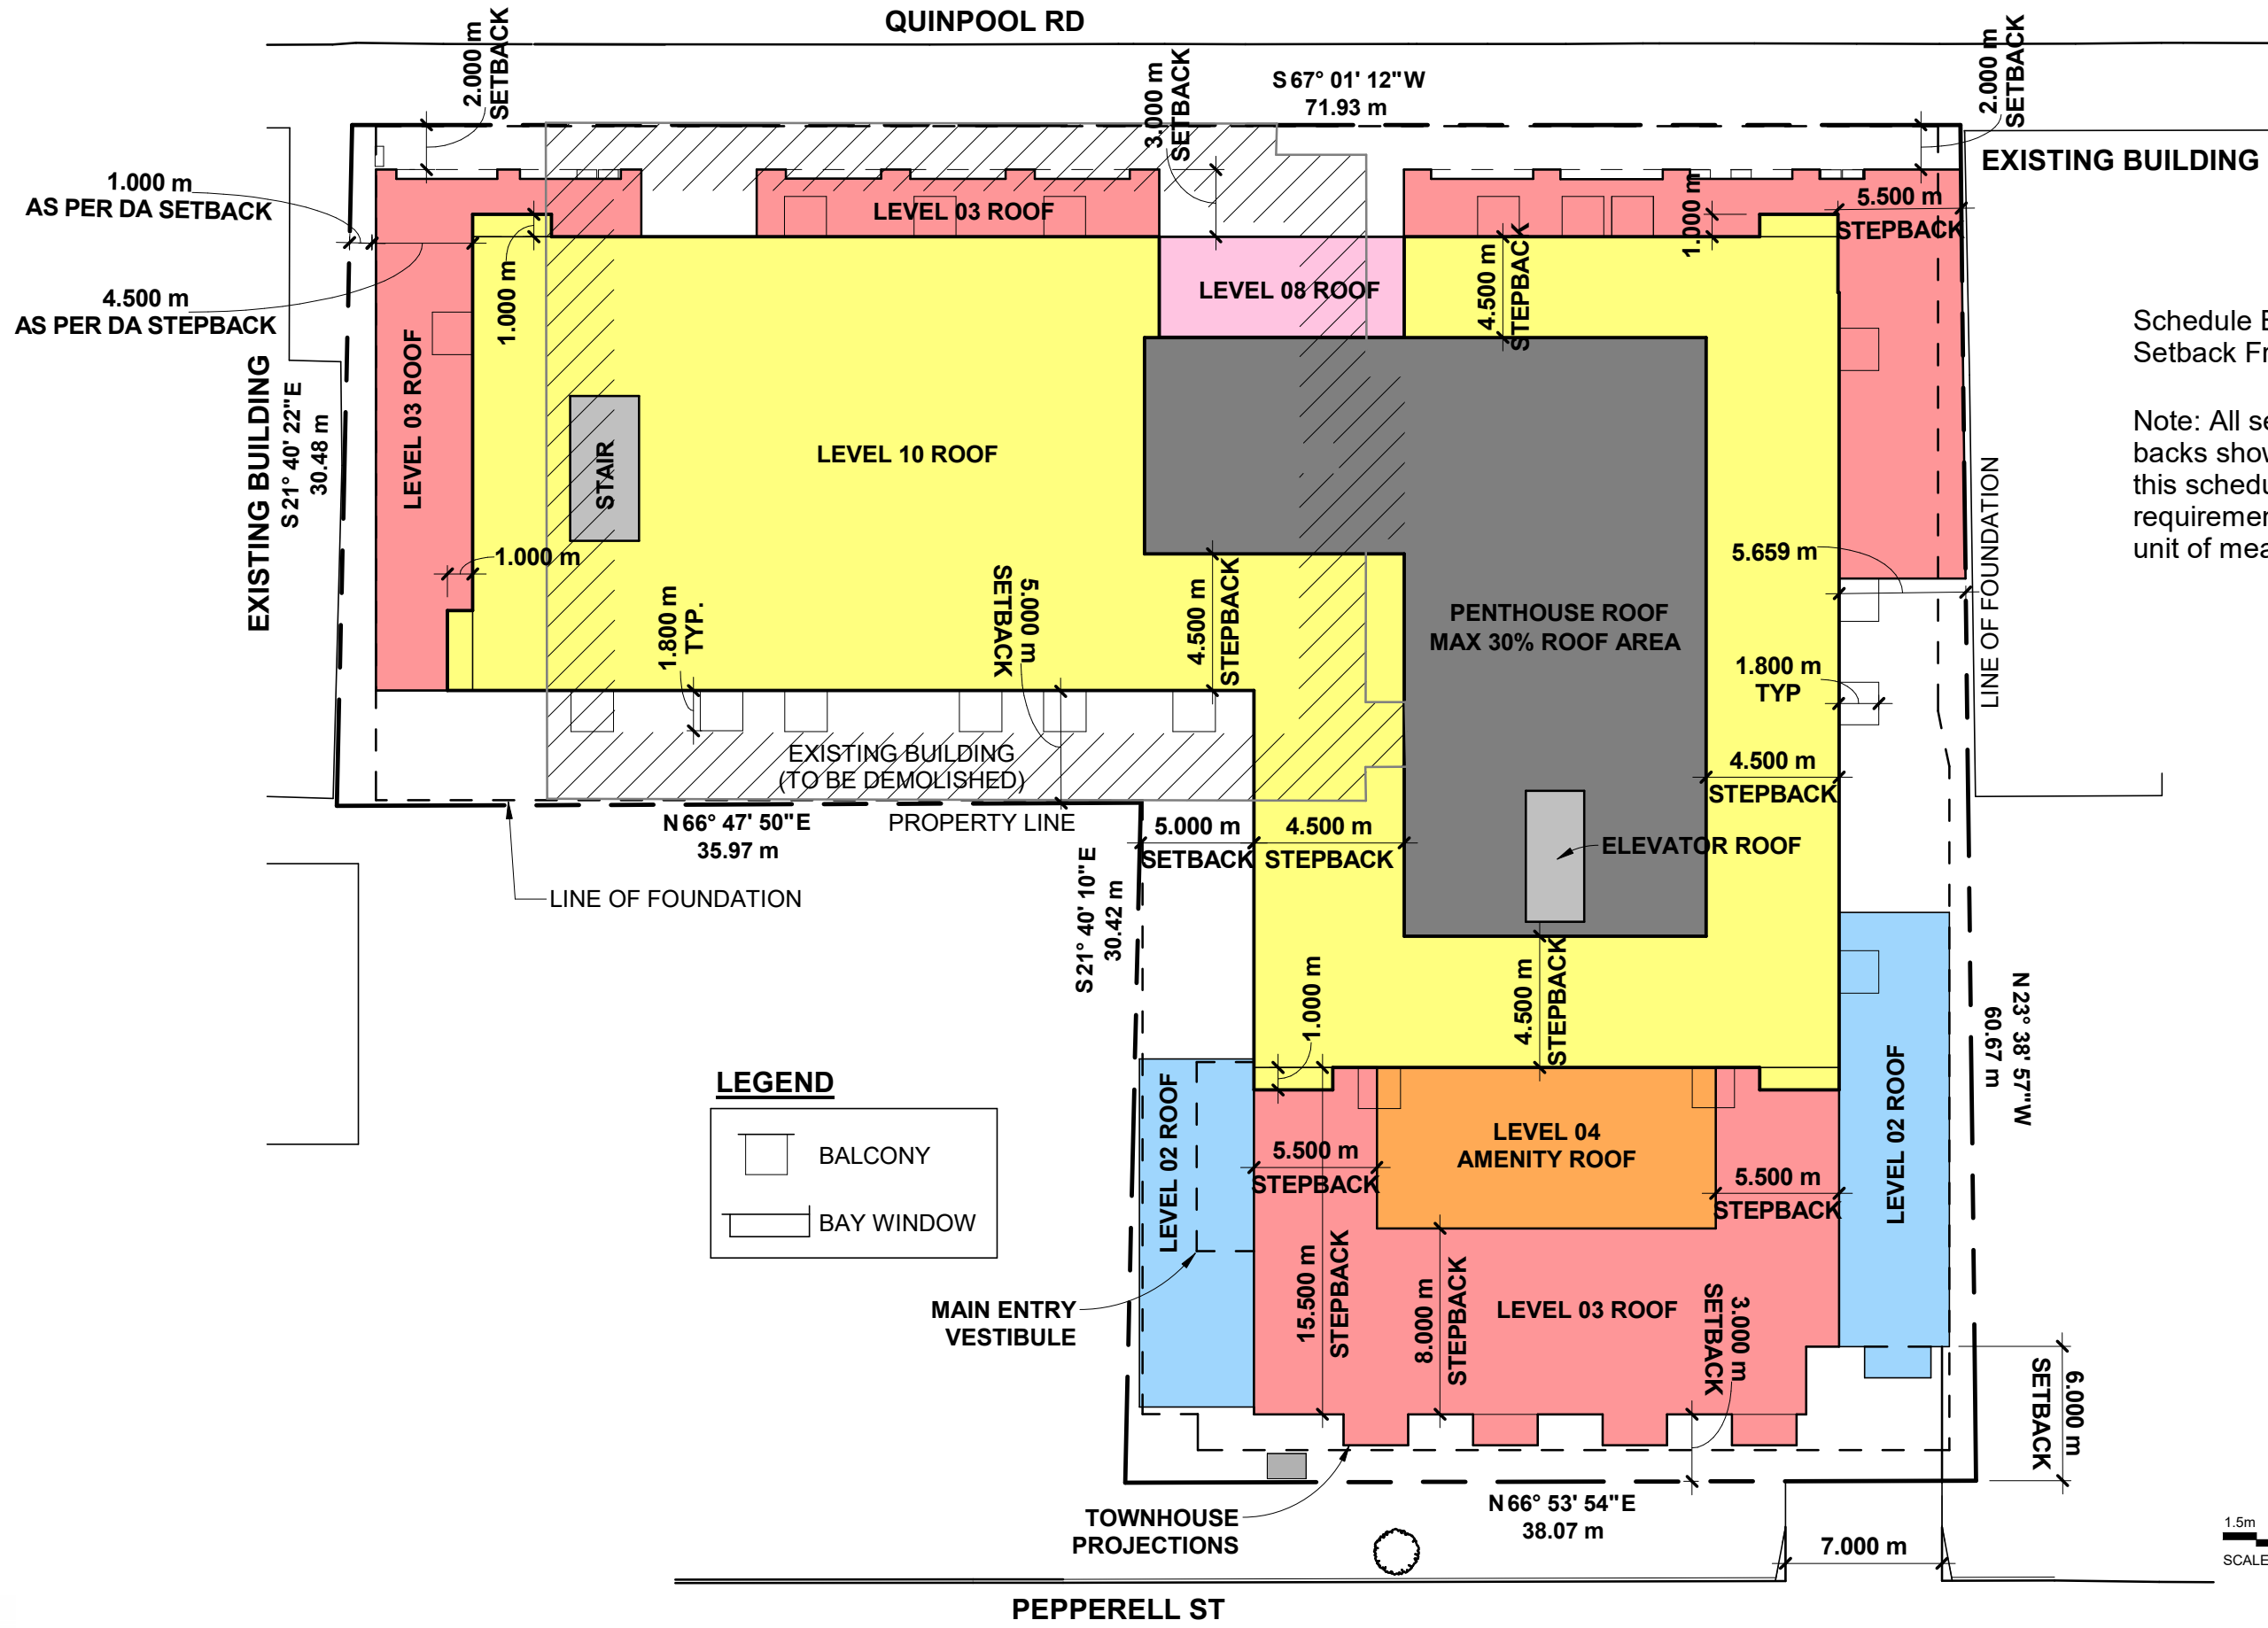 QUINPOOL RD
2.000 m
SETBACK
3.000 m
SETBACK
S 67° 01' 12"W
71.93 m
2.000 m
SETBACK
EXISTING BUILDING
1.000 m
AS PER DA SETBACK
4.500 m
AS PER DA STEPBACK
1.000 m
LEVEL 03 ROOF
1.000 m
5.500 m
STEPBACK
LEVEL 08 ROOF
4.500 m
STEPBACK
Schedule
Setback
Note: All
backs
this
unit of
EXISTING BUILDING
S 21° 40' 22"E
30.48 m
LEVEL 03 ROOF
STAIR
LEVEL 10 ROOF
1.000 m
1.800 m
TYP.
5.000 m
SETBACK
4.500 m
STEPBACK
PENTHOUSE ROOF
MAX 30% ROOF AREA
5.659 m
LINE OF FOUNDATION
1.800 m
TYP
4.500 m
STEPBACK
EXISTING BUILDING
(TO BE DEMOLISHED)
N 66° 47' 50"E
35.97 m
PROPERTY LINE
5.000 m
SETBACK
4.500 m
STEPBACK
ELEVATOR ROOF
LINE OF FOUNDATION
S 21° 40' 10"E
30.42 m
1.000 m
4.500 m
STEPBACK
N 23° 38' 57"W
60.67 m
LEGEND
BALCONY
BAY WINDOW
LEVEL 02 ROOF
LEVEL 04
AMENITY ROOF
5.500 m
STEPBACK
5.500 m
STEPBACK
LEVEL 02 ROOF
MAIN ENTRY
VESTIBULE
15.500 m
STEPBACK
8.000 m
STEPBACK
LEVEL 03 ROOF
3.000 m
SETBACK
6.000 m
SETBACK
TOWNHOUSE
PROJECTIONS
N 66° 53' 54"E
38.07 m
7.000 m
1.5m
SCALE
PEPPERELL ST